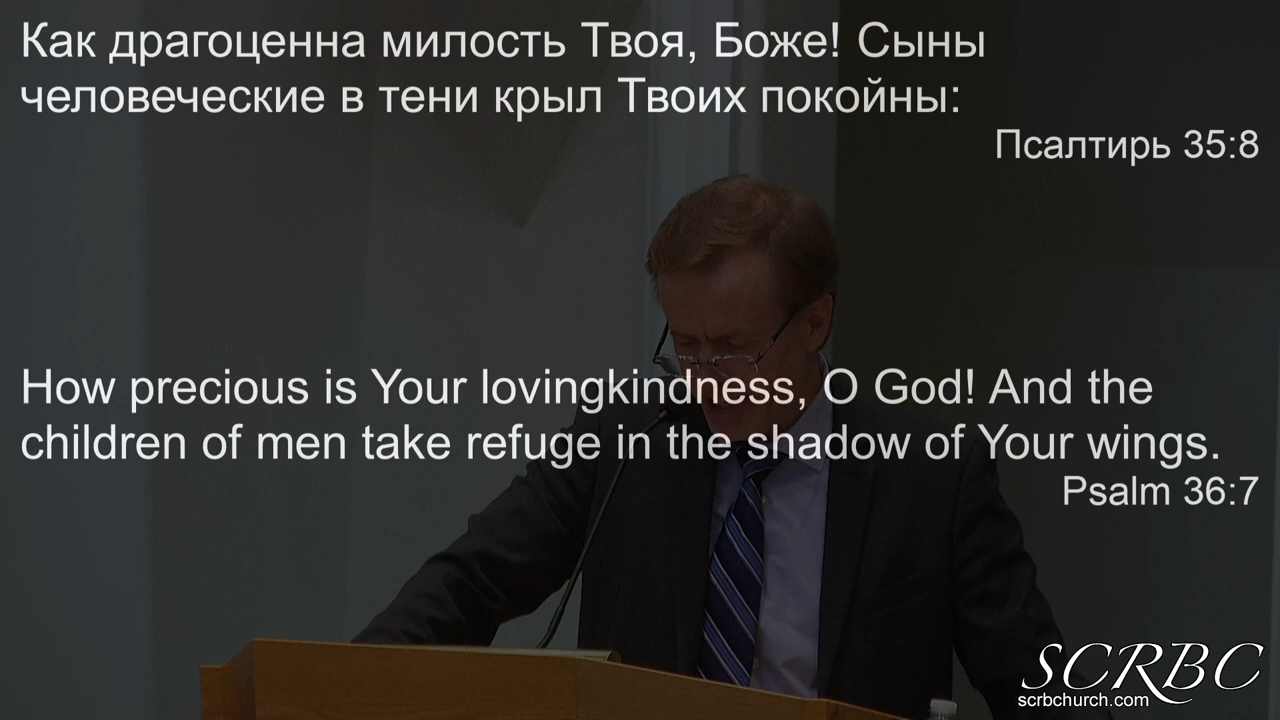 Как драгоценна милость Твоя, Боже! Сыны
человеческие в тени крыл Твоих покойны:
Псалтирь 35:8
How precious is Your lovingkindness, O God! And the
children of men take refuge in the shadow of Your wings.
Psalm 36:7
SCRBC
scrbchurch.com